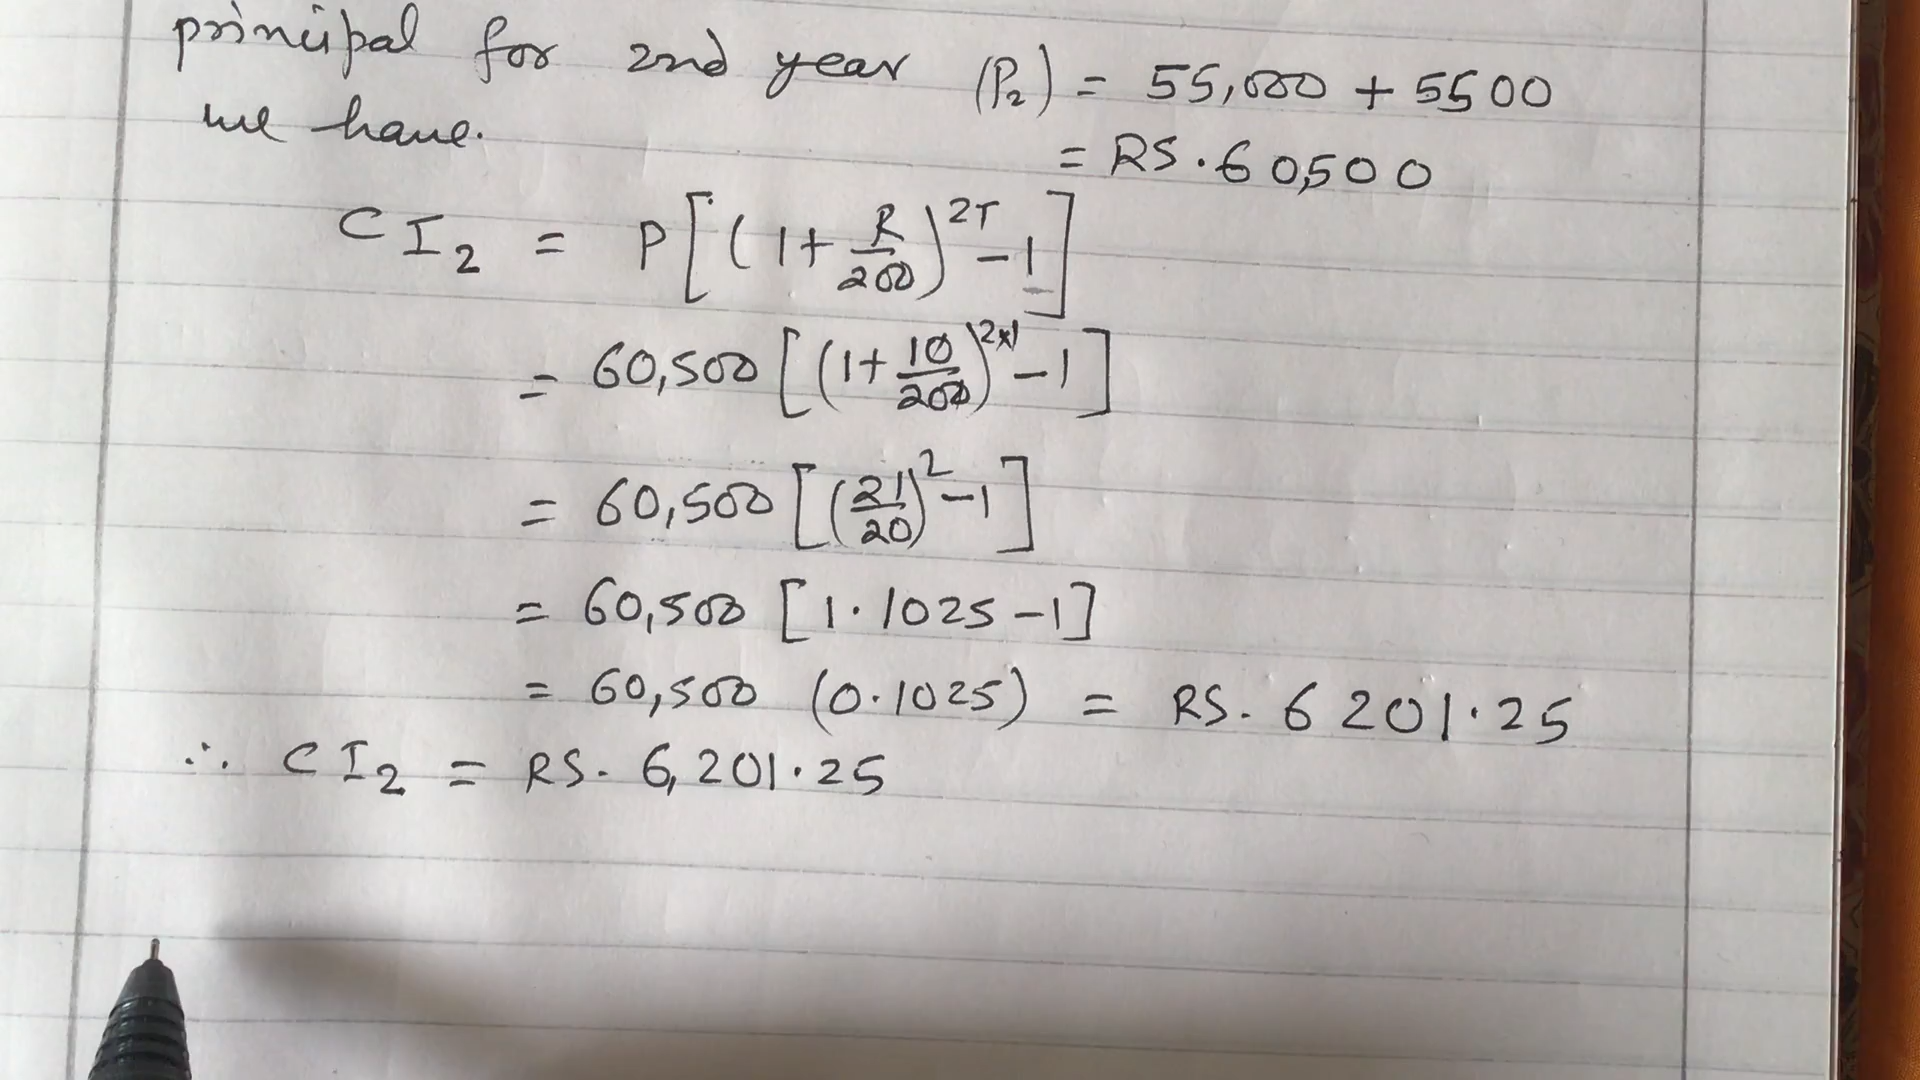 principal for 2nd year (P₂) = 55,000 + 5500
we have.
= RS. 60,500
CI₂ = P[(1+R/200)^2T -1]
= 60,500 [(1+10/200)^2x1 -1]
= 60,500 [(21/20)^2 -1]
= 60,500 [1.1025 -1]
= 60,500 (0.1025) = RS. 6201.25
∴ CI₂ = RS. 6,201.25